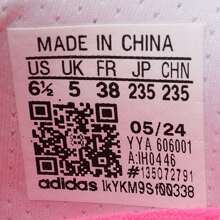 MADE IN CHINA
US UK FR JP CHN
6½ 5 38 235 235
05/24
YYA 606001
A:IH0446
#:135072791
adidas lkYKM9Sf00338